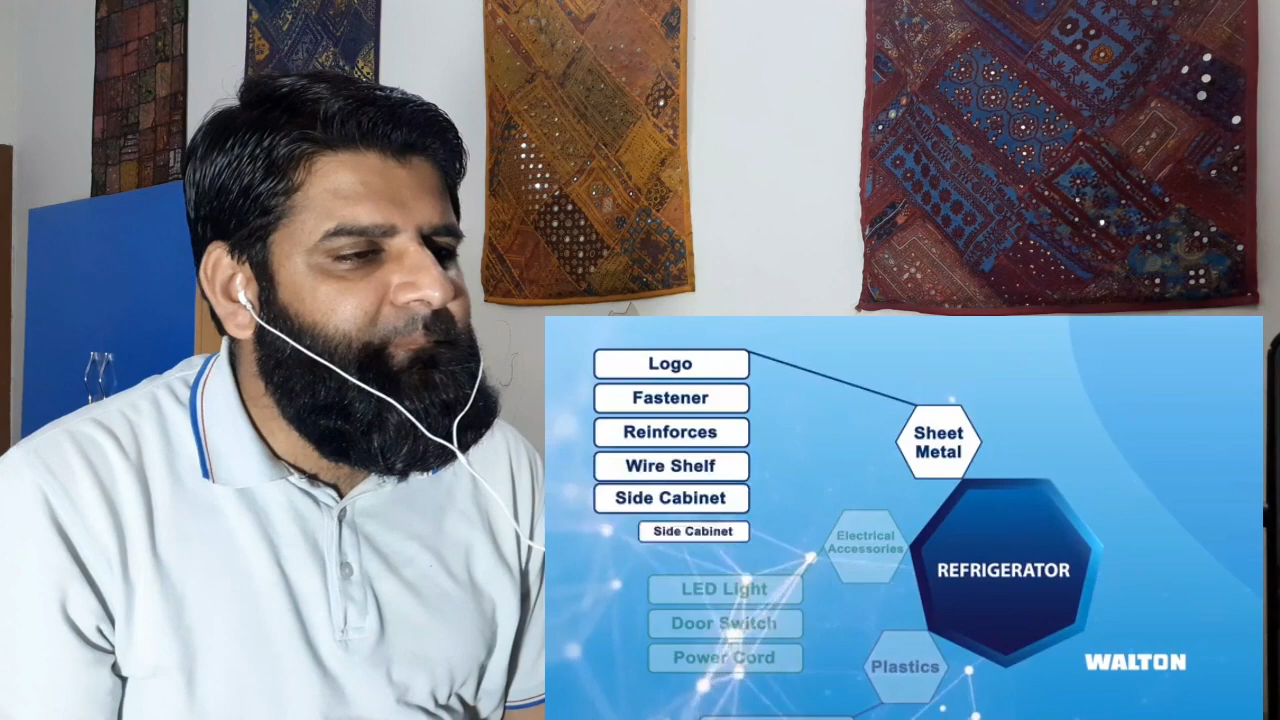 Logo
Fastener
Reinforces
Wire Shelf
Side Cabinet
Side Cabinet
Sheet
Metal
Electrical
Accessories
LED Light
Door Switch
Power Cord
Plastics
REFRIGERATOR
WALTON